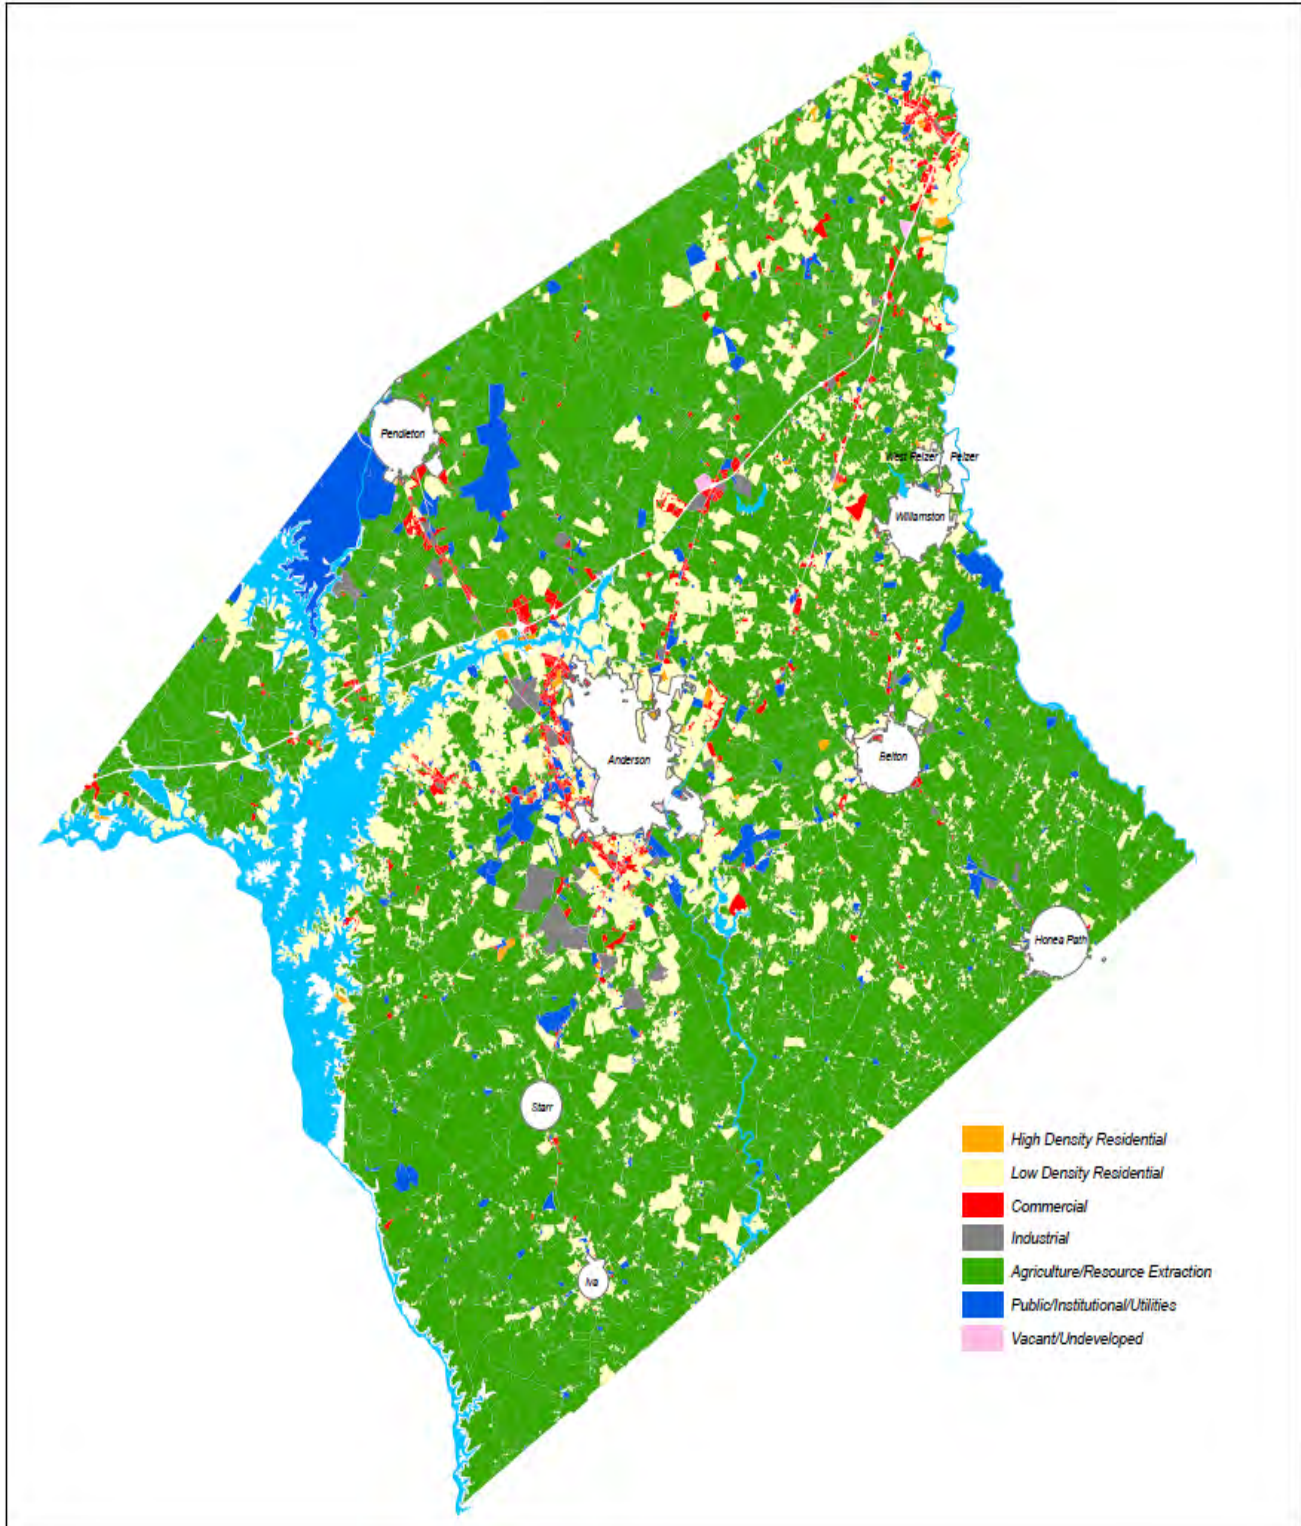 Pendleton
West Pelzer
Pelzer
Williamston
Anderson
Belton
Honea Path
Starr
Iva
High Density Residential
Low Density Residential
Commercial
Industrial
Agriculture/Resource Extraction
Public/Institutional/Utilities
Vacant/Undeveloped